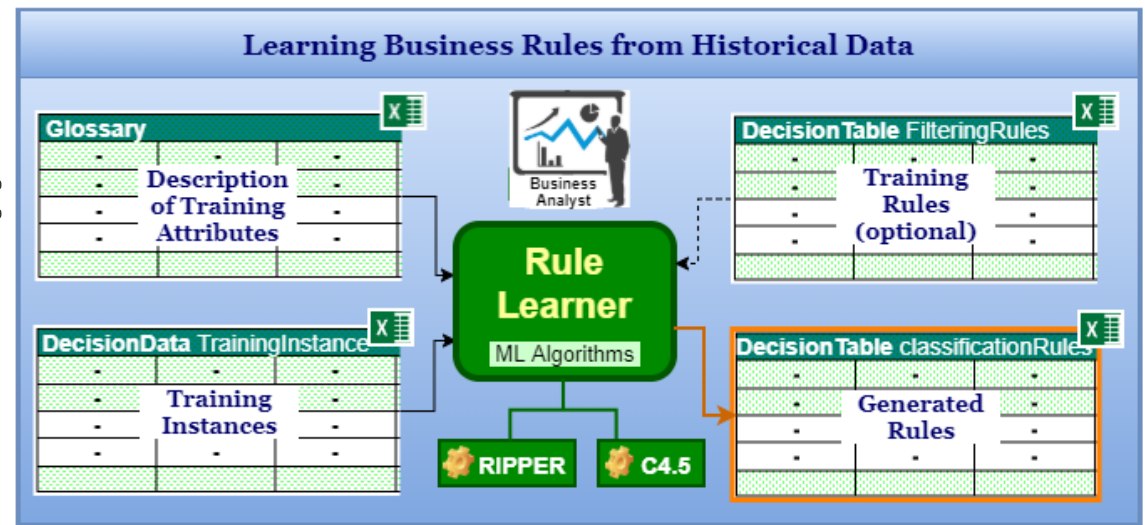 Learning Business Rules from Historical Data
Glossary
Description
of Training
Attributes
Business
Analyst
DecisionTable FilteringRules
Training
Rules
(optional)
Rule
Learner
ML Algorithms
DecisionData TrainingInstance
Training
Instances
DecisionTable classificationRules
Generated
Rules
RIPPER
C4.5